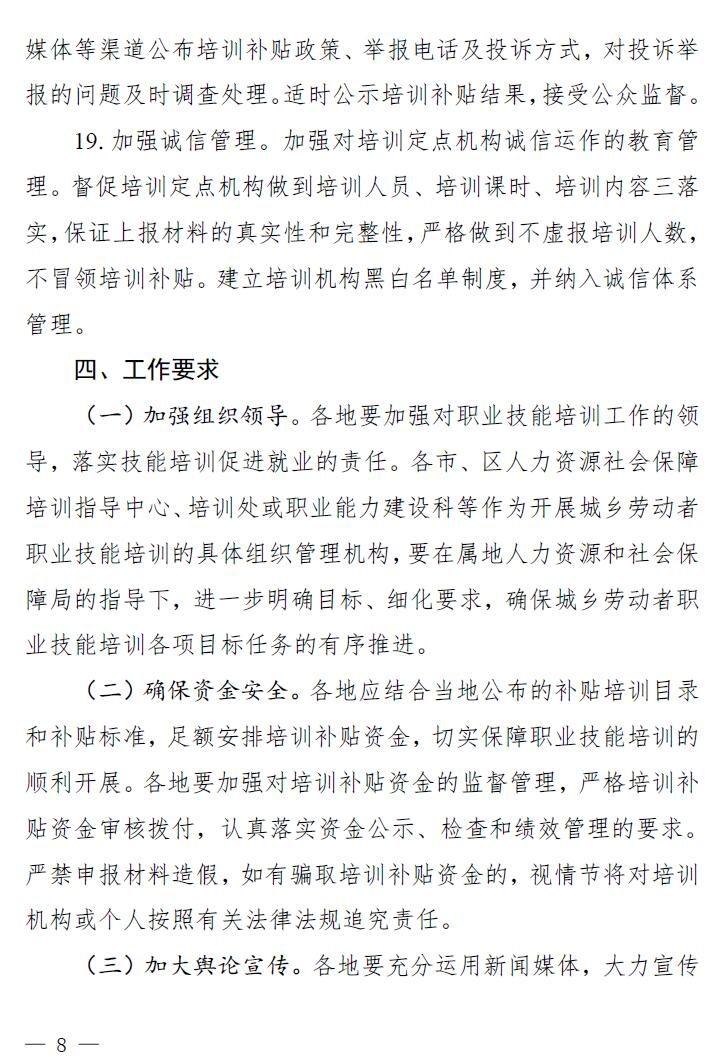 媒体等渠道公布培训补贴政策、举报电话及投诉方式，对投诉举
报的问题及时调查处理。适时公示培训补贴结果，接受公众监督。
19. 加强诚信管理。加强对培训定点机构诚信运作的教育管
理。督促培训定点机构做到培训人员、培训课时、培训内容三落
实，保证上报材料的真实性和完整性，严格做到不虚报培训人数，
不冒领培训补贴。建立培训机构黑白名单制度，并纳入诚信体系
管理。
四、工作要求
（一）加强组织领导。各地要加强对职业技能培训工作的领
导，落实技能培训促进就业的责任。各市、区人力资源社会保障
培训指导中心、培训处或职业能力建设科等作为开展城乡劳动者
职业技能培训的具体组织管理机构，要在属地人力资源和社会保
障局的指导下，进一步明确目标、细化要求，确保城乡劳动者职
业技能培训各项目标任务的有序推进。
（二）确保资金安全。各地应结合当地公布的补贴培训目录
和补贴标准，足额安排培训补贴资金，切实保障职业技能培训的
顺利开展。各地要加强对培训补贴资金的监督管理，严格培训补
贴资金审核拨付，认真落实资金公示、检查和绩效管理的要求。
严禁申报材料造假，如有骗取培训补贴资金的，视情节将对培训
机构或个人按照有关法律法规追究责任。
（三）加大舆论宣传。各地要充分运用新闻媒体，大力宣传
— 8 —